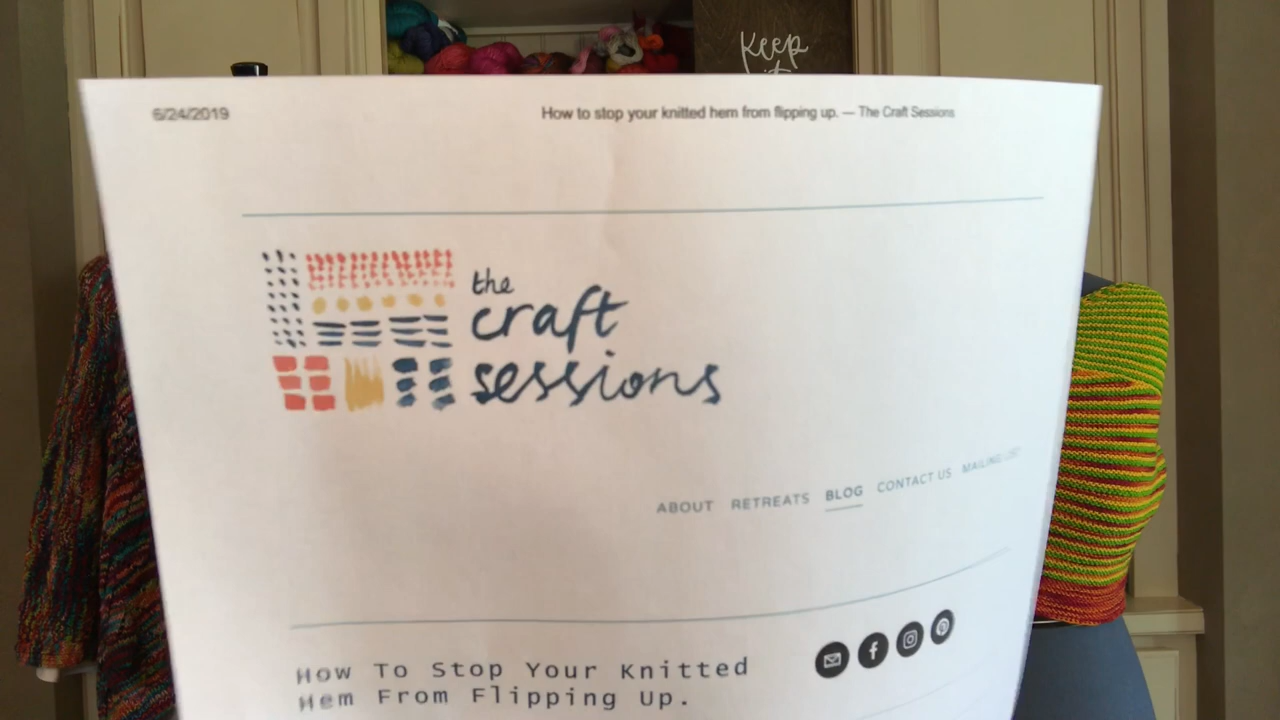 Keep
it
6/24/2019 How to stop your knitted hem from flipping up. — The Craft Sessions
the
craft
sessions
ABOUT RETREATS BLOG CONTACT US MAILING LIST
How To Stop Your Knitted
Hem From Flipping Up.